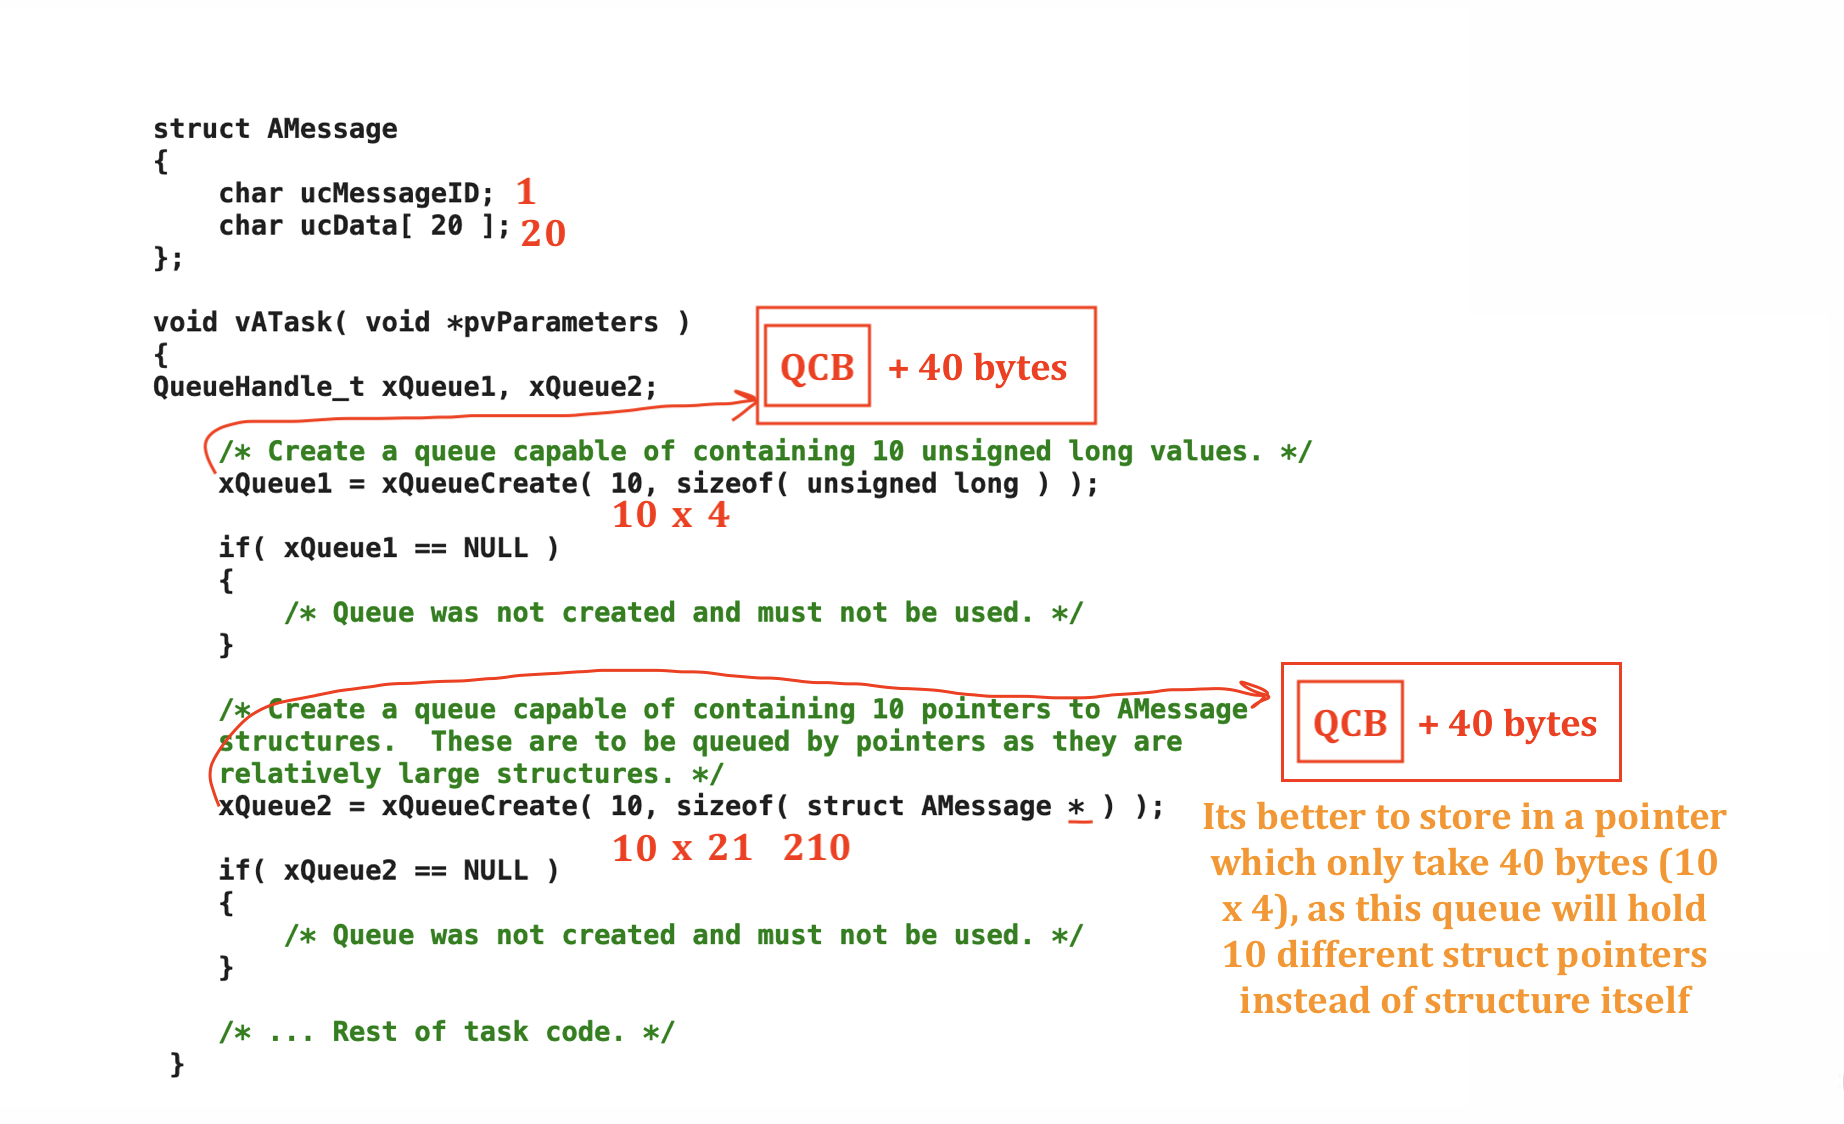 struct AMessage
{
char ucMessageID; 1
char ucData[ 20 ]; 20
};
void vATask( void *pvParameters )
{
QCB + 40 bytes
QueueHandle_t xQueue1, xQueue2;
/* Create a queue capable of containing 10 unsigned long values. */
xQueue1 = xQueueCreate( 10, sizeof( unsigned long ) );
10 x 4
if( xQueue1 == NULL )
{
/* Queue was not created and must not be used. */
}
/* Create a queue capable of containing 10 pointers to AMessage
QCB + 40 bytes
structures.  These are to be queued by pointers as they are
relatively large structures. */
xQueue2 = xQueueCreate( 10, sizeof( struct AMessage * ) );
10 x 21 210
if( xQueue2 == NULL )
{
/* Queue was not created and must not be used. */
}
/* ... Rest of task code. */
}
Its better to store in a pointer
which only take 40 bytes (10
x 4), as this queue will hold
10 different struct pointers
instead of structure itself